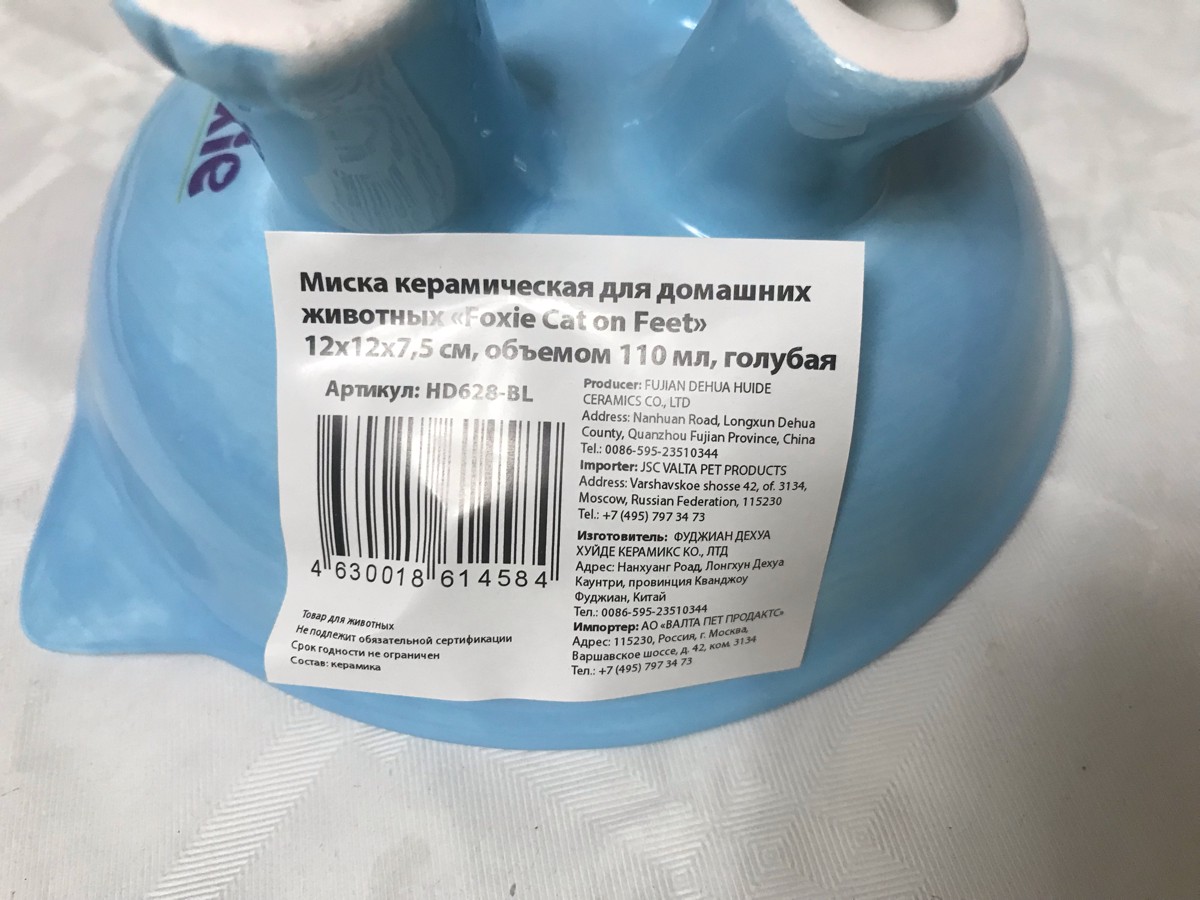 xie
Миска керамическая для домашних
животных «Foxie Cat on Feet»
12x12x7,5 см, объемом 110 мл, голубая
Артикул: HD628-BL
4 630018 614584
Товар для животных
Не подлежит обязательной сертификации
Срок годности не ограничен
Состав: керамика
Producer: FUJIAN DEHUA HUIDE
CERAMICS CO., LTD
Address: Nanhuan Road, Longxun Dehua
County, Quanzhou Fujian Province, China
Tel.: 0086-595-23510344
Importer: JSC VALTA PET PRODUCTS
Address: Varshavskoe shosse 42, of. 3134,
Moscow, Russian Federation, 115230
Tel.: +7 (495) 797 34 73
Изготовитель: ФУДЖИАН ДЕХУА
ХУЙДЕ КЕРАМИКС КО., ЛТД
Адрес: Нанхуанг Роад, Лонгхун Дехуа
Каунтри, провинция Кванджоу
Фуджиан, Китай
Тел.: 0086-595-23510344
Импортер: АО «ВАЛТА ПЕТ ПРОДАКТС»
Адрес: 115230, Россия, г. Москва,
Варшавское шоссе, д. 42, ком. 3134
Тел.: +7 (495) 797 34 73